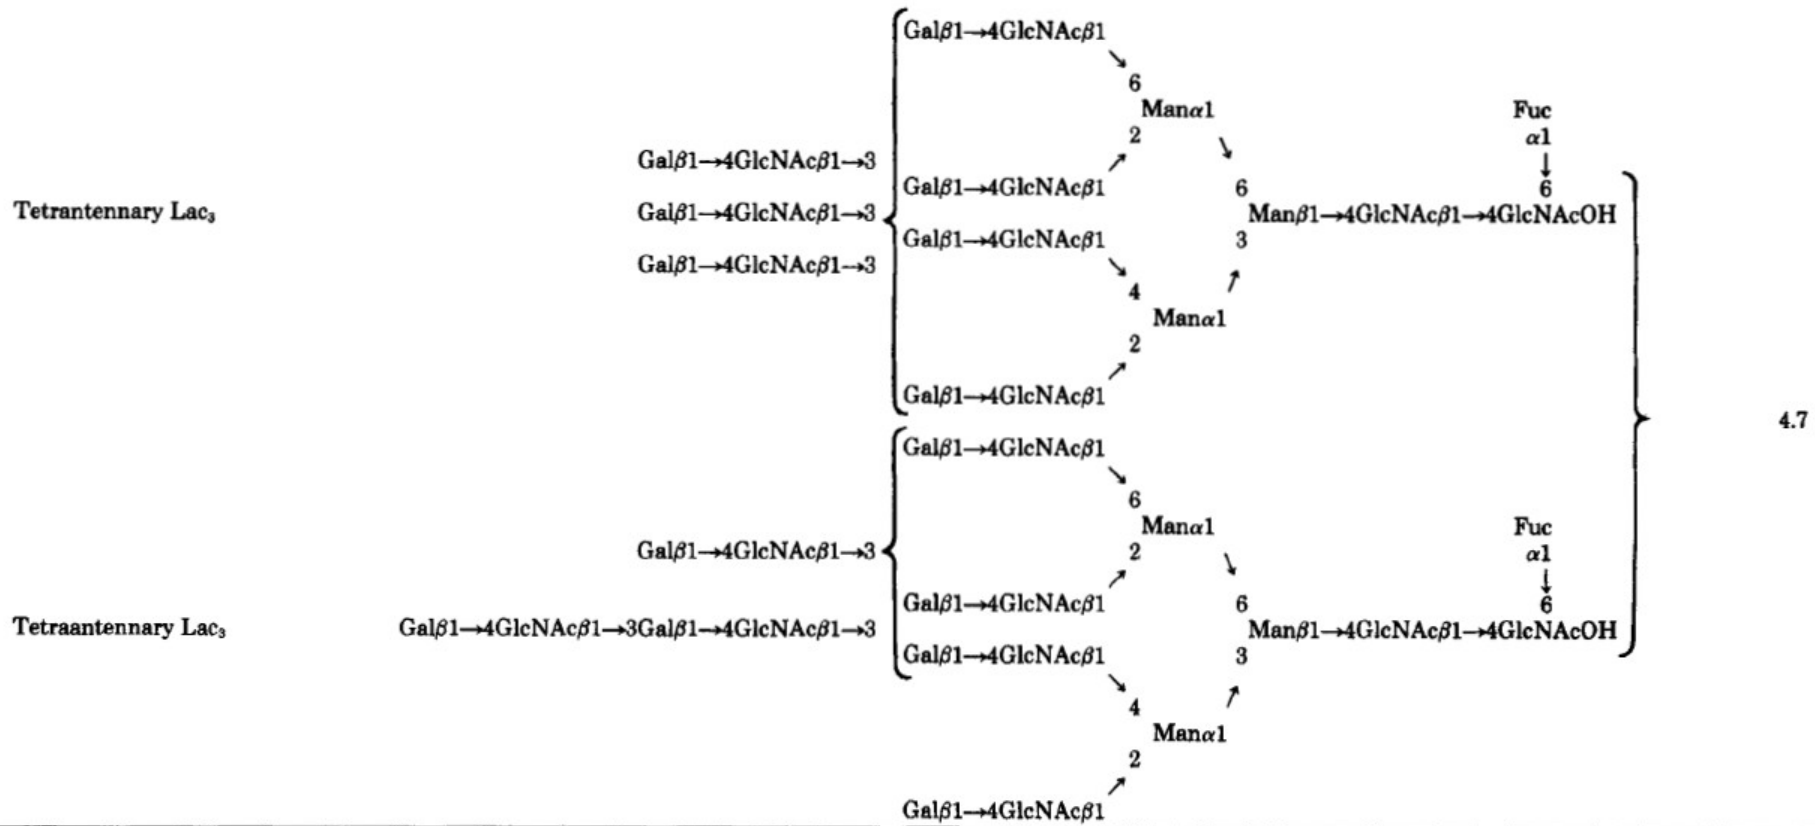 Galβ1→4GlcNAcβ1
↘
6
Manα1 Fuc
2 α1
Galβ1→4GlcNAcβ1→3 ↗ ↘ ↓
Galβ1→4GlcNAcβ1 6 6
Tetrantennary Lac₃ Galβ1→4GlcNAcβ1→3 Manβ1→4GlcNAcβ1→4GlcNAcOH
Galβ1→4GlcNAcβ1 3
Galβ1→4GlcNAcβ1→3 ↘ ↗
4
Manα1
2
↗
Galβ1→4GlcNAcβ1
4.7
Galβ1→4GlcNAcβ1
↘
6
Manα1 Fuc
Galβ1→4GlcNAcβ1→3 2 α1
↗ ↘ ↓
Galβ1→4GlcNAcβ1 6 6
Tetraantennary Lac₃ Galβ1→4GlcNAcβ1→3Galβ1→4GlcNAcβ1→3 Manβ1→4GlcNAcβ1→4GlcNAcOH
Galβ1→4GlcNAcβ1 3
↘ ↗
4
Manα1
2
↗
Galβ1→4GlcNAcβ1